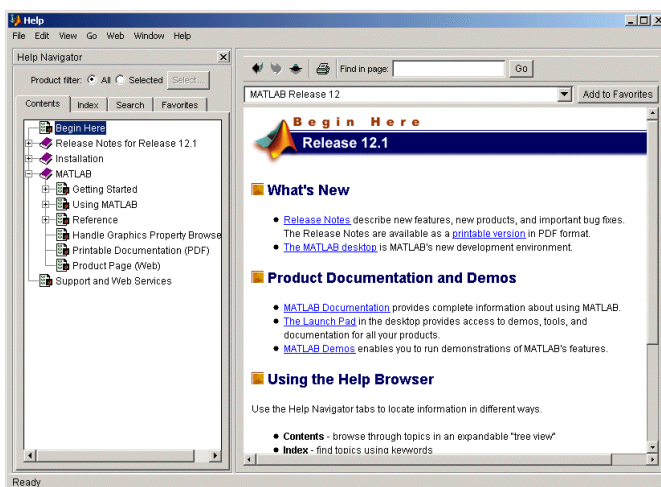 Help
File Edit View Go Web Window Help
Help Navigator
Product filter: All Selected Select...
Contents Index Search Favorites
Begin Here
Release Notes for Release 12.1
Installation
MATLAB
Getting Started
Using MATLAB
Reference
Handle Graphics Property Browse
Printable Documentation (PDF)
Product Page (Web)
Support and Web Services
Find in page: Go
MATLAB Release 12 Add to Favorites
Begin Here
Release 12.1
What's New
Release Notes describe new features, new products, and important bug fixes.
The Release Notes are available as a printable version in PDF format.
The MATLAB desktop is MATLAB's new development environment.
Product Documentation and Demos
MATLAB Documentation provides complete information about using MATLAB.
The Launch Pad in the desktop provides access to demos, tools, and
documentation for all your products.
MATLAB Demos enables you to run demonstrations of MATLAB's features.
Using the Help Browser
Use the Help Navigator tabs to locate information in different ways.
Contents - browse through topics in an expandable "tree view"
Index - find topics using keywords
Ready